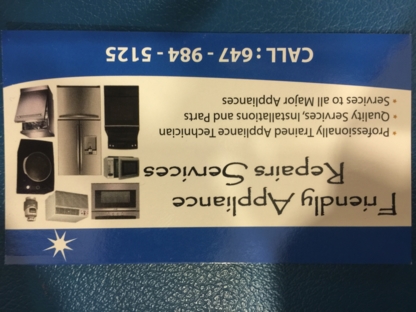 Friendly Appliance
Repairs Services
• Professionally Trained Appliance Technician
• Quality Services, Installations and Parts
• Services to all Major Appliances
CALL : 647 - 984 - 5125